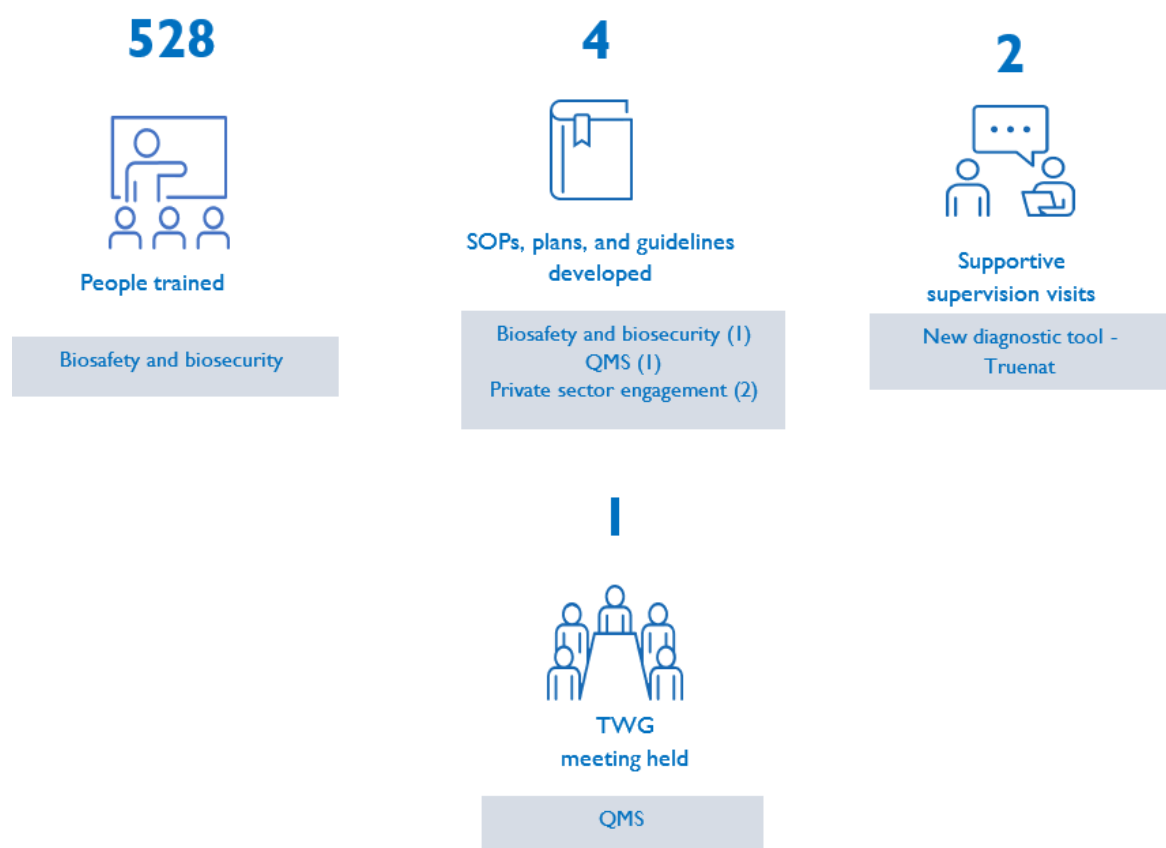 528
People trained
Biosafety and biosecurity
4
SOPs, plans, and guidelines
developed
Biosafety and biosecurity (1)
QMS (1)
Private sector engagement (2)
2
Supportive
supervision visits
New diagnostic tool -
Truenat
1
TWG
meeting held
QMS